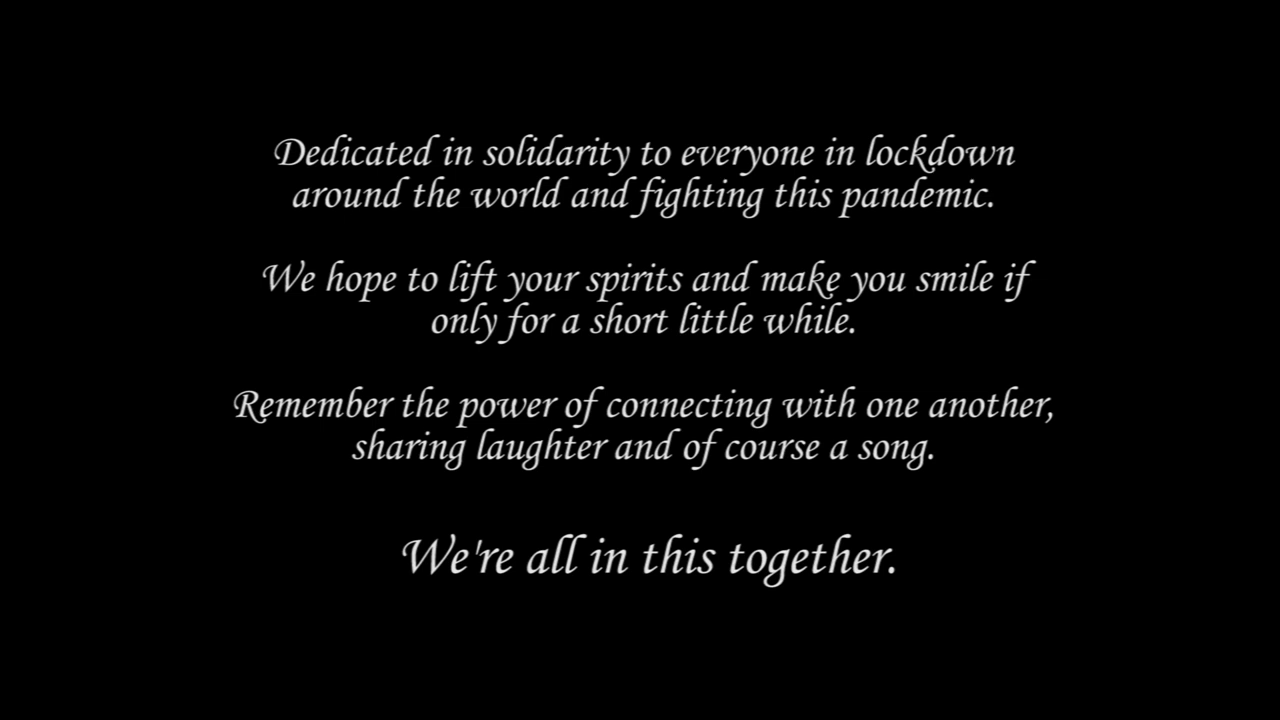 Dedicated in solidarity to everyone in lockdown
around the world and fighting this pandemic.
We hope to lift your spirits and make you smile if
only for a short little while.
Remember the power of connecting with one another,
sharing laughter and of course a song.
We're all in this together.